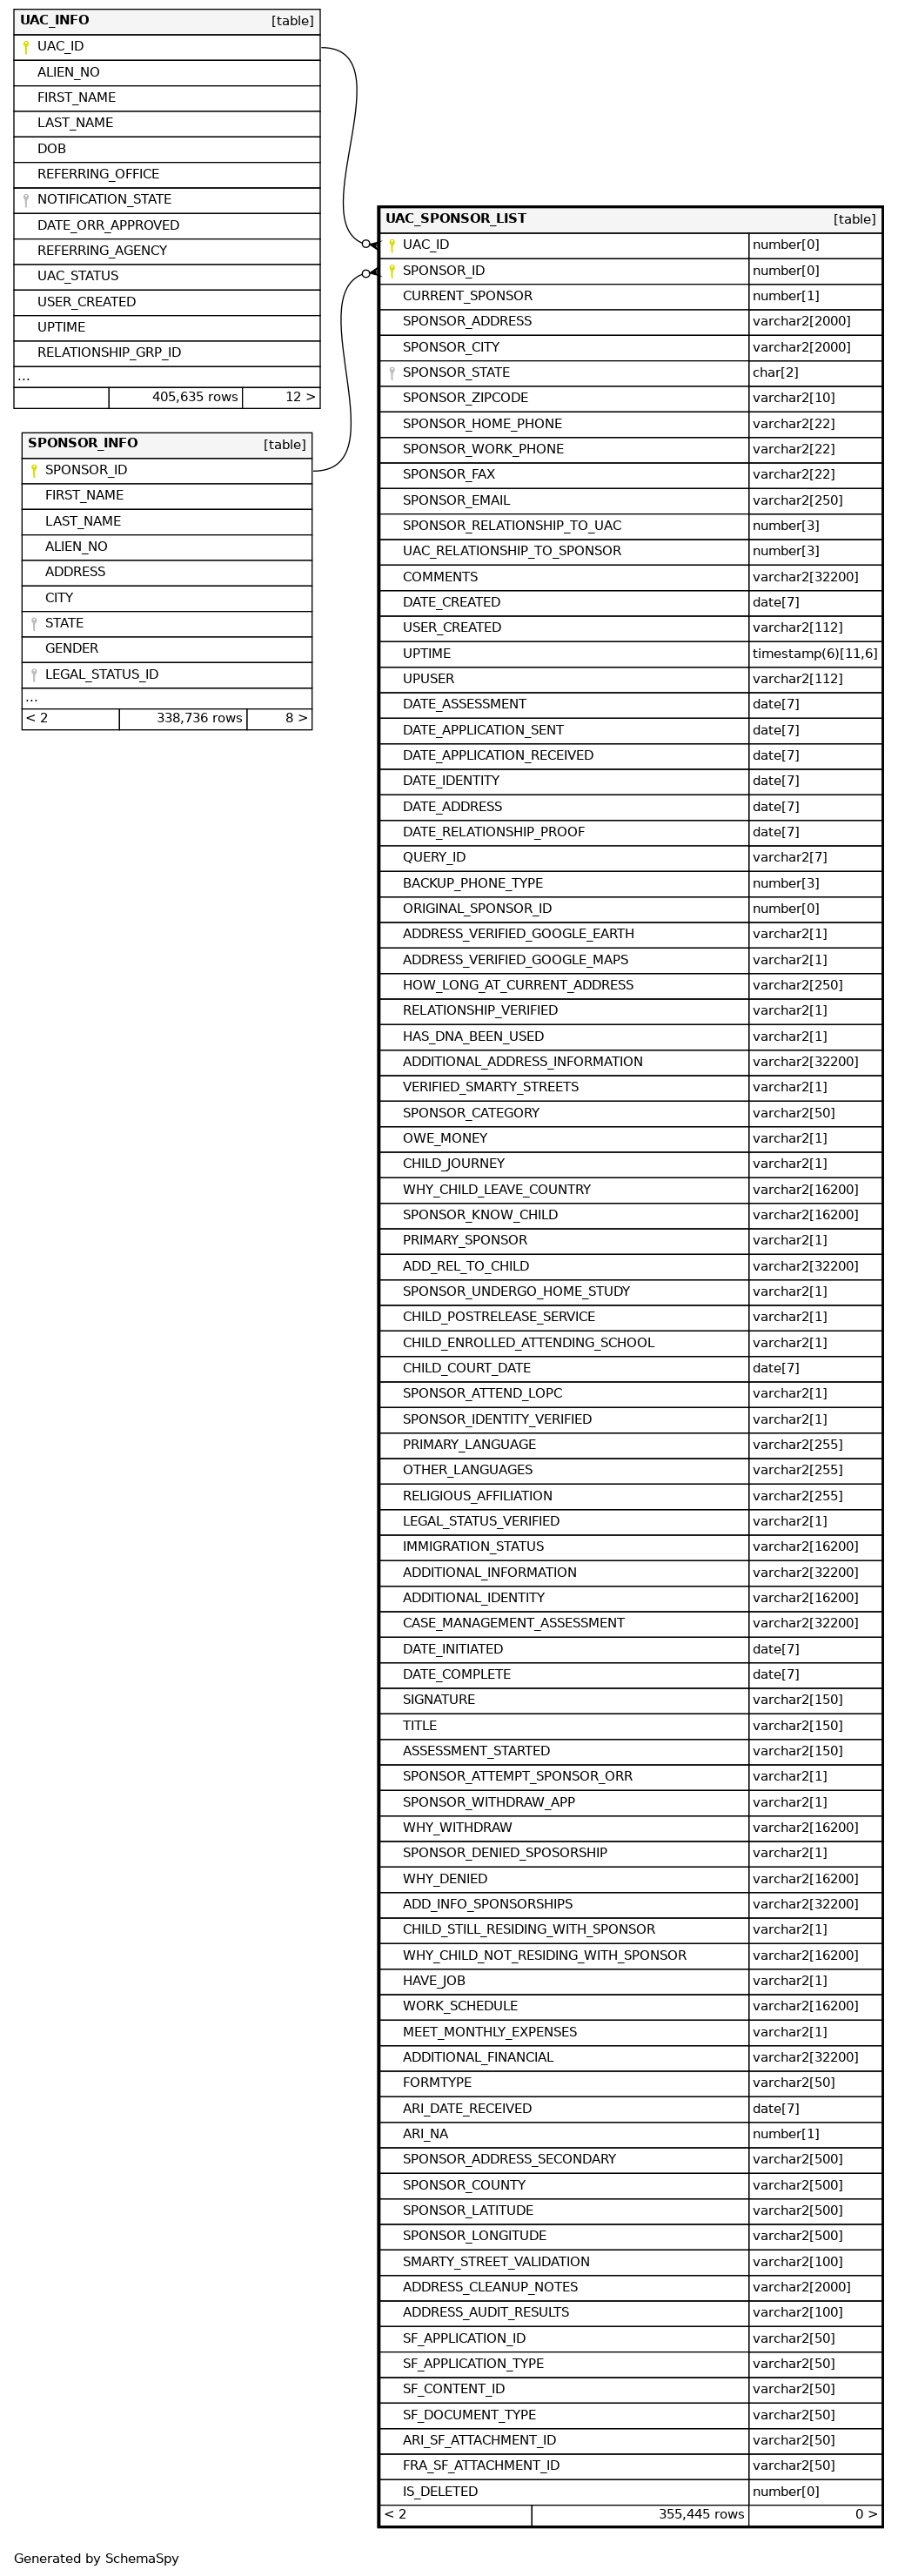 UAC_INFO [table]
UAC_ID
ALIEN_NO
FIRST_NAME
LAST_NAME
DOB
REFERRING_OFFICE
NOTIFICATION_STATE
DATE_ORR_APPROVED
REFERRING_AGENCY
UAC_STATUS
USER_CREATED
UPTIME
RELATIONSHIP_GRP_ID
...
405,635 rows 12 >
SPONSOR_INFO [table]
SPONSOR_ID
FIRST_NAME
LAST_NAME
ALIEN_NO
ADDRESS
CITY
STATE
GENDER
LEGAL_STATUS_ID
...
< 2 338,736 rows 8 >
UAC_SPONSOR_LIST [table]
UAC_ID number[0]
SPONSOR_ID number[0]
CURRENT_SPONSOR number[1]
SPONSOR_ADDRESS varchar2[2000]
SPONSOR_CITY varchar2[2000]
SPONSOR_STATE char[2]
SPONSOR_ZIPCODE varchar2[10]
SPONSOR_HOME_PHONE varchar2[22]
SPONSOR_WORK_PHONE varchar2[22]
SPONSOR_FAX varchar2[22]
SPONSOR_EMAIL varchar2[250]
SPONSOR_RELATIONSHIP_TO_UAC number[3]
UAC_RELATIONSHIP_TO_SPONSOR number[3]
COMMENTS varchar2[32200]
DATE_CREATED date[7]
USER_CREATED varchar2[112]
UPTIME timestamp(6)[11,6]
UPUSER varchar2[112]
DATE_ASSESSMENT date[7]
DATE_APPLICATION_SENT date[7]
DATE_APPLICATION_RECEIVED date[7]
DATE_IDENTITY date[7]
DATE_ADDRESS date[7]
DATE_RELATIONSHIP_PROOF date[7]
QUERY_ID varchar2[7]
BACKUP_PHONE_TYPE number[3]
ORIGINAL_SPONSOR_ID number[0]
ADDRESS_VERIFIED_GOOGLE_EARTH varchar2[1]
ADDRESS_VERIFIED_GOOGLE_MAPS varchar2[1]
HOW_LONG_AT_CURRENT_ADDRESS varchar2[250]
RELATIONSHIP_VERIFIED varchar2[1]
HAS_DNA_BEEN_USED varchar2[1]
ADDITIONAL_ADDRESS_INFORMATION varchar2[32200]
VERIFIED_SMARTY_STREETS varchar2[1]
SPONSOR_CATEGORY varchar2[50]
OWE_MONEY varchar2[1]
CHILD_JOURNEY varchar2[1]
WHY_CHILD_LEAVE_COUNTRY varchar2[16200]
SPONSOR_KNOW_CHILD varchar2[16200]
PRIMARY_SPONSOR varchar2[1]
ADD_REL_TO_CHILD varchar2[32200]
SPONSOR_UNDERGO_HOME_STUDY varchar2[1]
CHILD_POSTRELEASE_SERVICE varchar2[1]
CHILD_ENROLLED_ATTENDING_SCHOOL varchar2[1]
CHILD_COURT_DATE date[7]
SPONSOR_ATTEND_LOPC varchar2[1]
SPONSOR_IDENTITY_VERIFIED varchar2[1]
PRIMARY_LANGUAGE varchar2[255]
OTHER_LANGUAGES varchar2[255]
RELIGIOUS_AFFILIATION varchar2[255]
LEGAL_STATUS_VERIFIED varchar2[1]
IMMIGRATION_STATUS varchar2[16200]
ADDITIONAL_INFORMATION varchar2[32200]
ADDITIONAL_IDENTITY varchar2[16200]
CASE_MANAGEMENT_ASSESSMENT varchar2[32200]
DATE_INITIATED date[7]
DATE_COMPLETE date[7]
SIGNATURE varchar2[150]
TITLE varchar2[150]
ASSESSMENT_STARTED varchar2[150]
SPONSOR_ATTEMPT_SPONSOR_ORR varchar2[1]
SPONSOR_WITHDRAW_APP varchar2[1]
WHY_WITHDRAW varchar2[16200]
SPONSOR_DENIED_SPOSORSHIP varchar2[1]
WHY_DENIED varchar2[16200]
ADD_INFO_SPONSORSHIPS varchar2[32200]
CHILD_STILL_RESIDING_WITH_SPONSOR varchar2[1]
WHY_CHILD_NOT_RESIDING_WITH_SPONSOR varchar2[16200]
HAVE_JOB varchar2[1]
WORK_SCHEDULE varchar2[16200]
MEET_MONTHLY_EXPENSES varchar2[1]
ADDITIONAL_FINANCIAL varchar2[32200]
FORMTYPE varchar2[50]
ARI_DATE_RECEIVED date[7]
ARI_NA number[1]
SPONSOR_ADDRESS_SECONDARY varchar2[500]
SPONSOR_COUNTY varchar2[500]
SPONSOR_LATITUDE varchar2[500]
SPONSOR_LONGITUDE varchar2[500]
SMARTY_STREET_VALIDATION varchar2[100]
ADDRESS_CLEANUP_NOTES varchar2[2000]
ADDRESS_AUDIT_RESULTS varchar2[100]
SF_APPLICATION_ID varchar2[50]
SF_APPLICATION_TYPE varchar2[50]
SF_CONTENT_ID varchar2[50]
SF_DOCUMENT_TYPE varchar2[50]
ARI_SF_ATTACHMENT_ID varchar2[50]
FRA_SF_ATTACHMENT_ID varchar2[50]
IS_DELETED number[0]
< 2 355,445 rows 0 >
Generated by SchemaSpy